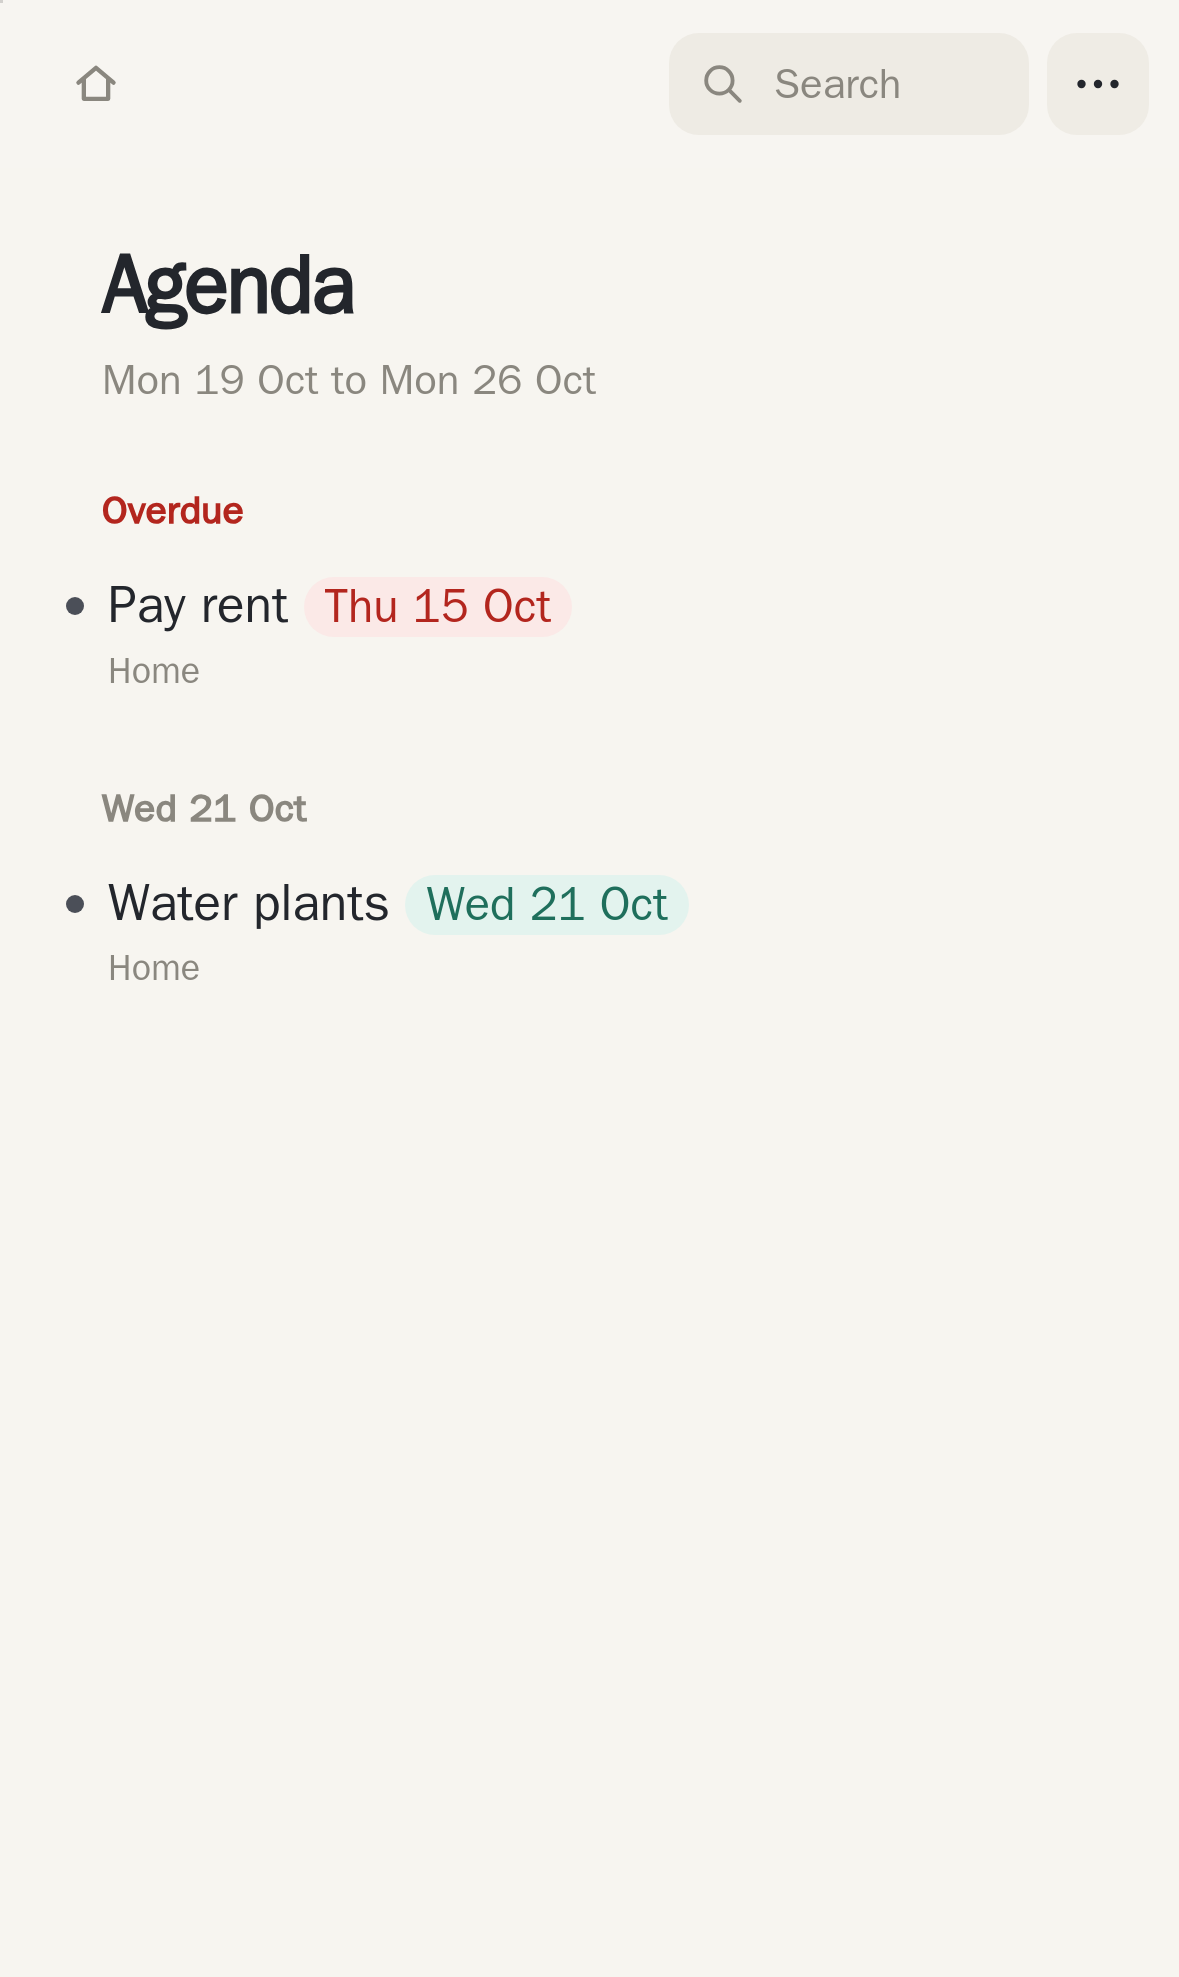 Search
Agenda
Mon 19 Oct to Mon 26 Oct
Overdue
Pay rent Thu 15 Oct
Home
Wed 21 Oct
Water plants Wed 21 Oct
Home